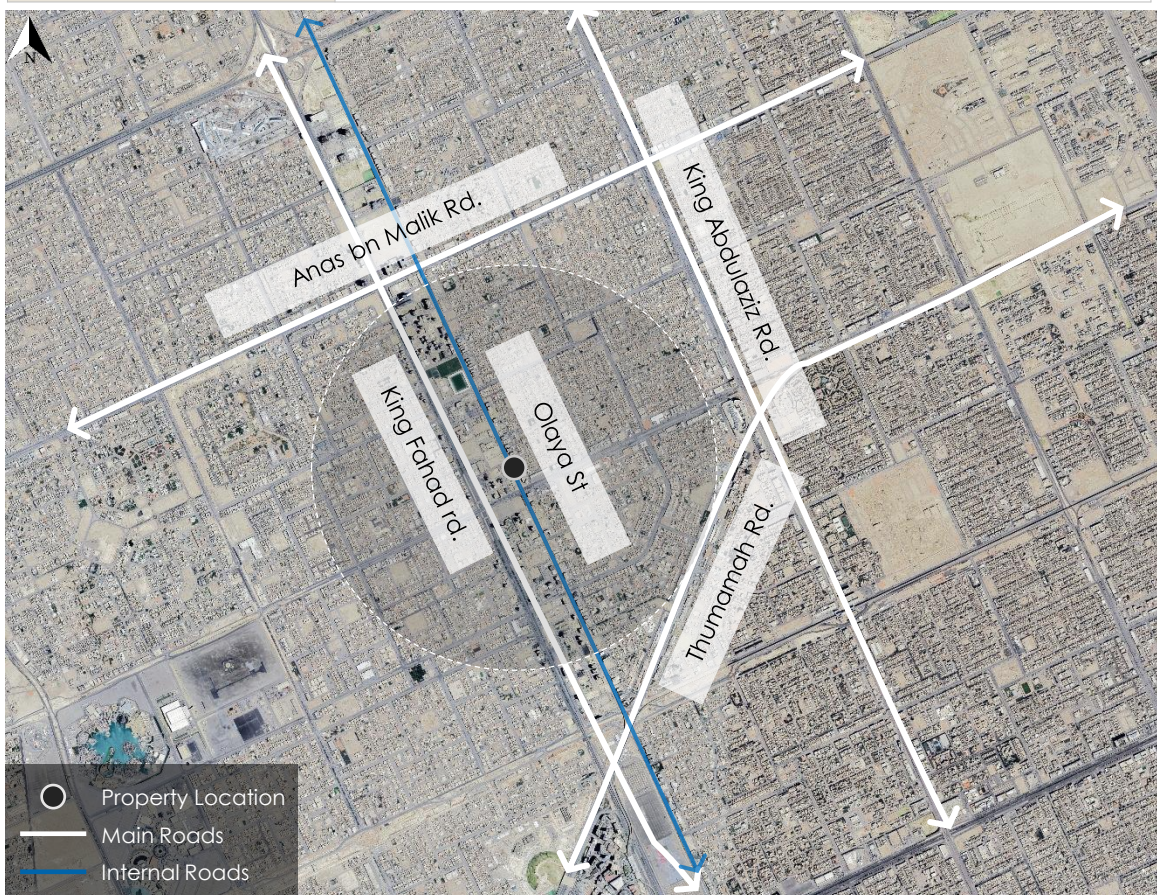 N
Anas bn Malik Rd.
King Abdulaziz Rd.
King Fahad rd.
Olaya St
Thumamah Rd.
Property Location
Main Roads
Internal Roads